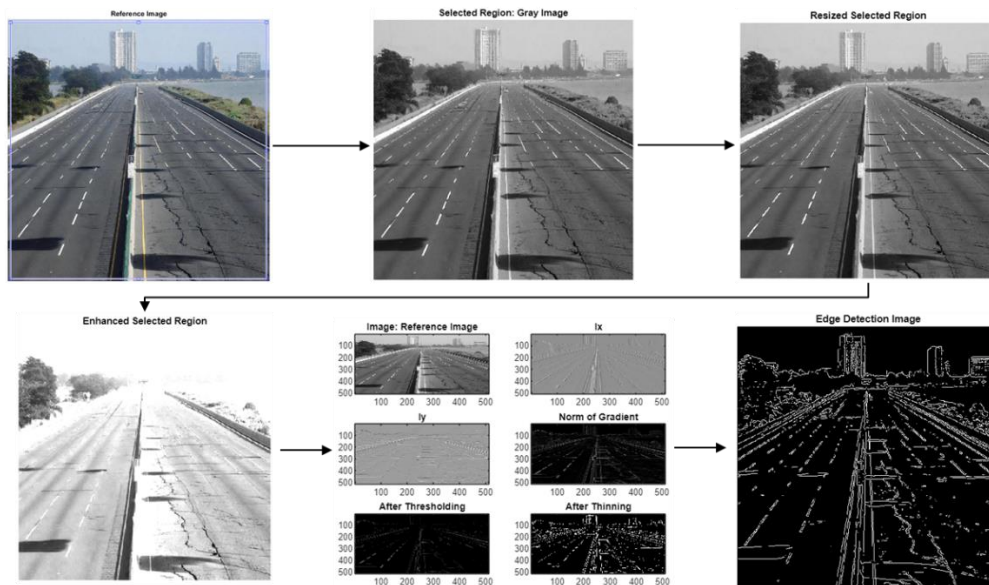 Reference Image
Selected Region: Gray Image
Resized Selected Region
Enhanced Selected Region
Image: Reference Image
100
200
300
400
500
100 200 300 400 500
Ix
100
200
300
400
500
100 200 300 400 500
Iy
100
200
300
400
500
100 200 300 400 500
Norm of Gradient
100
200
300
400
500
100 200 300 400 500
After Thresholding
100
200
300
400
500
100 200 300 400 500
After Thinning
100
200
300
400
500
100 200 300 400 500
Edge Detection Image